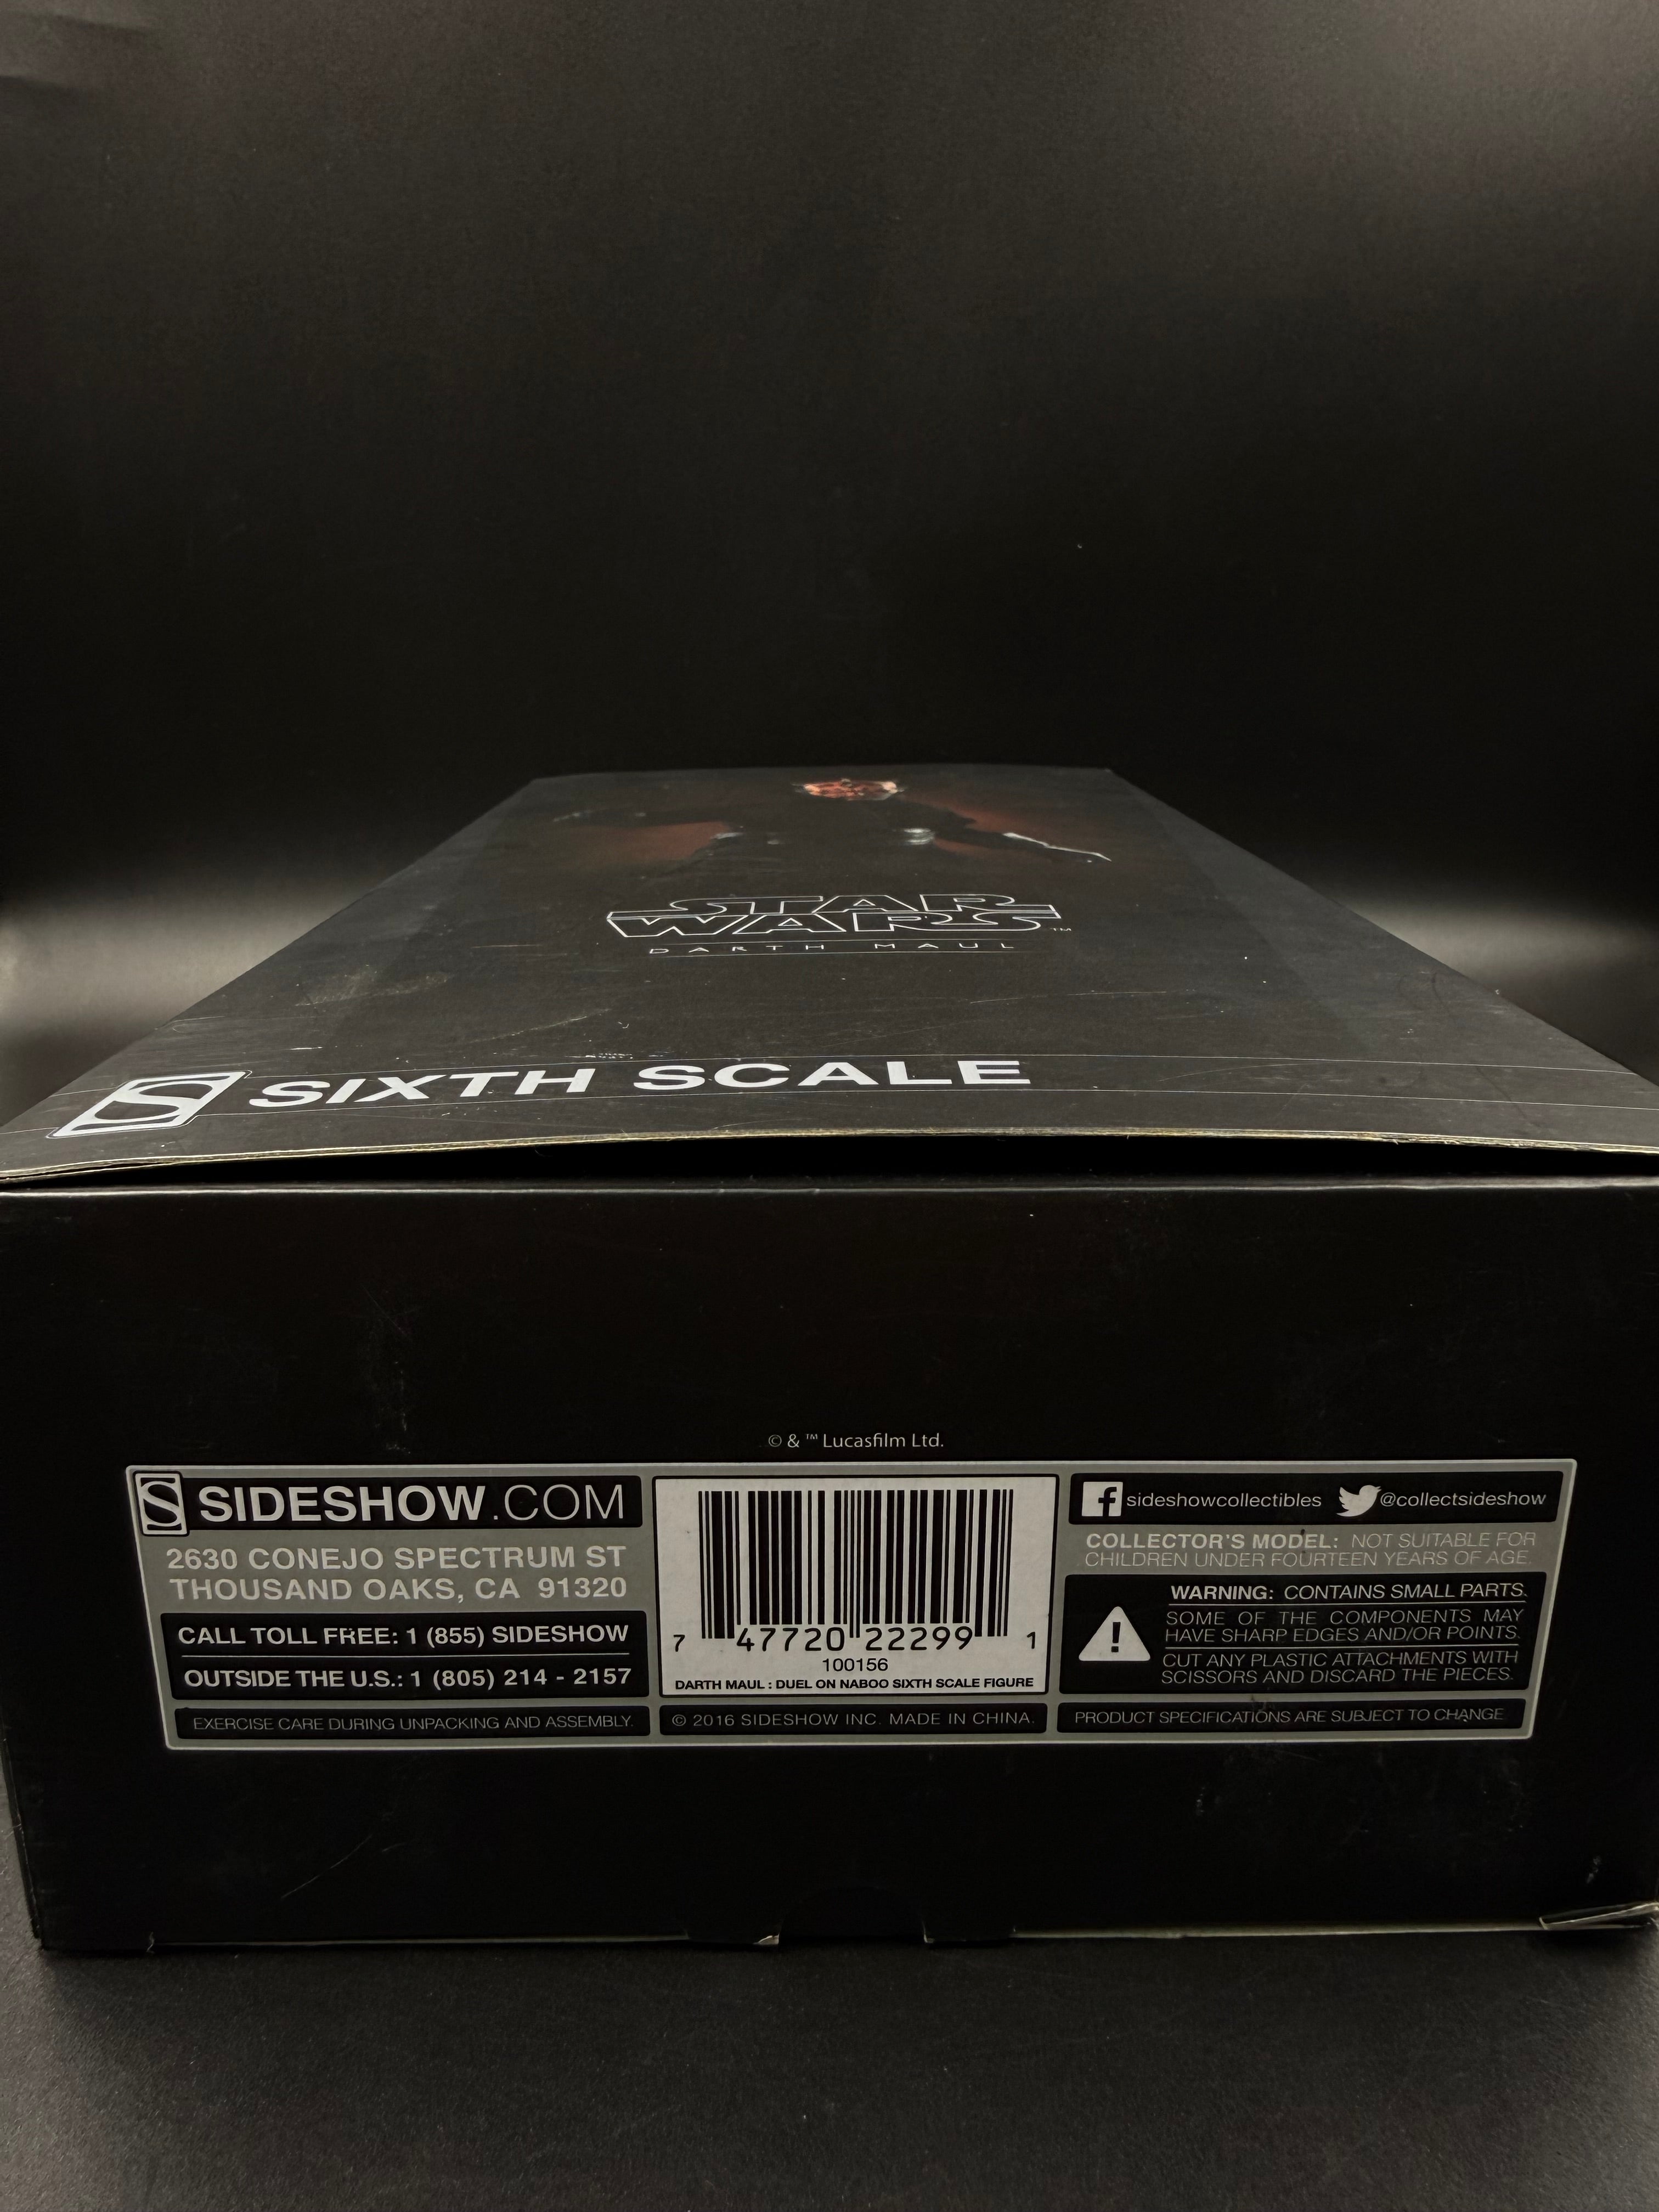 STAR
WARS™
DARTH MAUL
S SIXTH SCALE
© & ™ Lucasfilm Ltd.
S SIDESHOW.COM
2630 CONEJO SPECTRUM ST
THOUSAND OAKS, CA 91320
CALL TOLL FREE: 1 (855) SIDESHOW
OUTSIDE THE U.S.: 1 (805) 214 - 2157
EXERCISE CARE DURING UNPACKING AND ASSEMBLY.
7 47720 22299 1
100156
DARTH MAUL : DUEL ON NABOO SIXTH SCALE FIGURE
© 2016 SIDESHOW INC. MADE IN CHINA.
f sideshowcollectibles @collectsideshow
COLLECTOR'S MODEL: NOT SUITABLE FOR
CHILDREN UNDER FOURTEEN YEARS OF AGE.
WARNING: CONTAINS SMALL PARTS.
SOME OF THE COMPONENTS MAY
HAVE SHARP EDGES AND/OR POINTS.
CUT ANY PLASTIC ATTACHMENTS WITH
SCISSORS AND DISCARD THE PIECES.
PRODUCT SPECIFICATIONS ARE SUBJECT TO CHANGE.